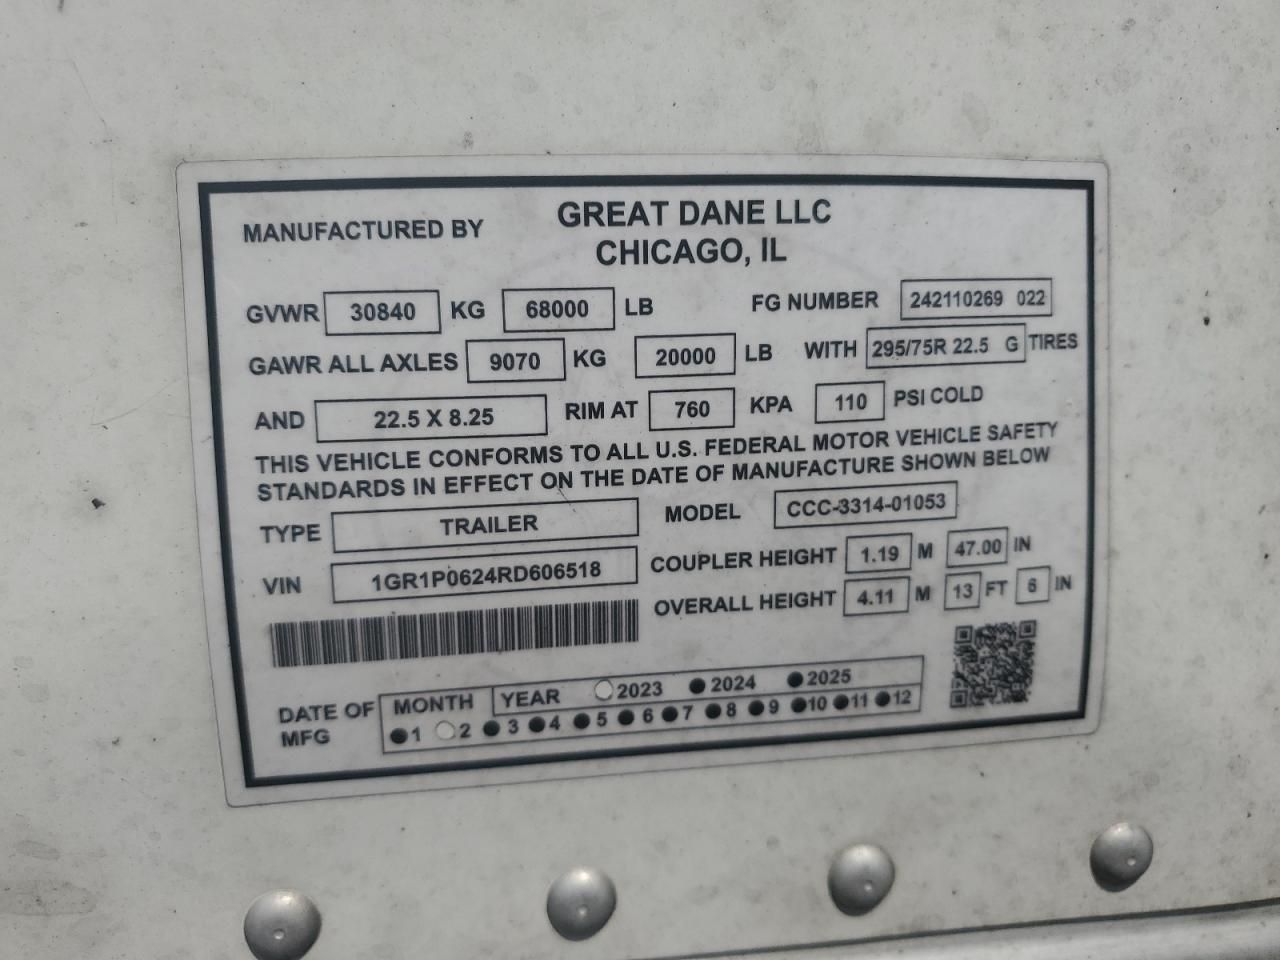 MANUFACTURED BY GREAT DANE LLC
CHICAGO, IL
GVWR 30840 KG 68000 LB FG NUMBER 242110269 022
GAWR ALL AXLES 9070 KG 20000 LB WITH 295/75R 22.5 G TIRES
AND 22.5 X 8.25 RIM AT 760 KPA 110 PSI COLD
THIS VEHICLE CONFORMS TO ALL U.S. FEDERAL MOTOR VEHICLE SAFETY
STANDARDS IN EFFECT ON THE DATE OF MANUFACTURE SHOWN BELOW
TYPE TRAILER MODEL CCC-3314-01053
VIN 1GR1P0624RD606518 COUPLER HEIGHT 1.19 M 47.00 IN
OVERALL HEIGHT 4.11 M 13 FT 6 IN
DATE OF MFG MONTH YEAR 2023 2024 2025
1 2 3 4 5 6 7 8 9 10 11 12